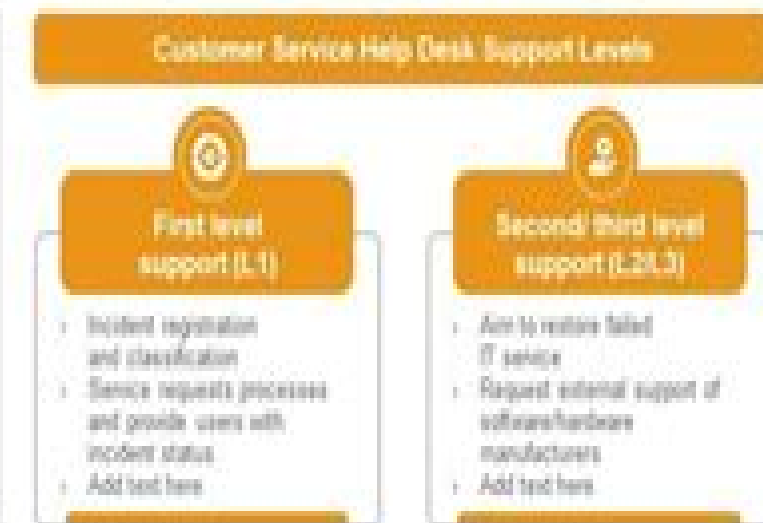 Customer Service Help Desk Support Levels
First level
support (L1)
Incident registration
and classification
Service requests processes
and provide users with
incident status
Add text here
Second/third level
support (L2/L3)
Aim to restore failed
IT service
Request external support of
software/hardware
manufacturers
Add text here